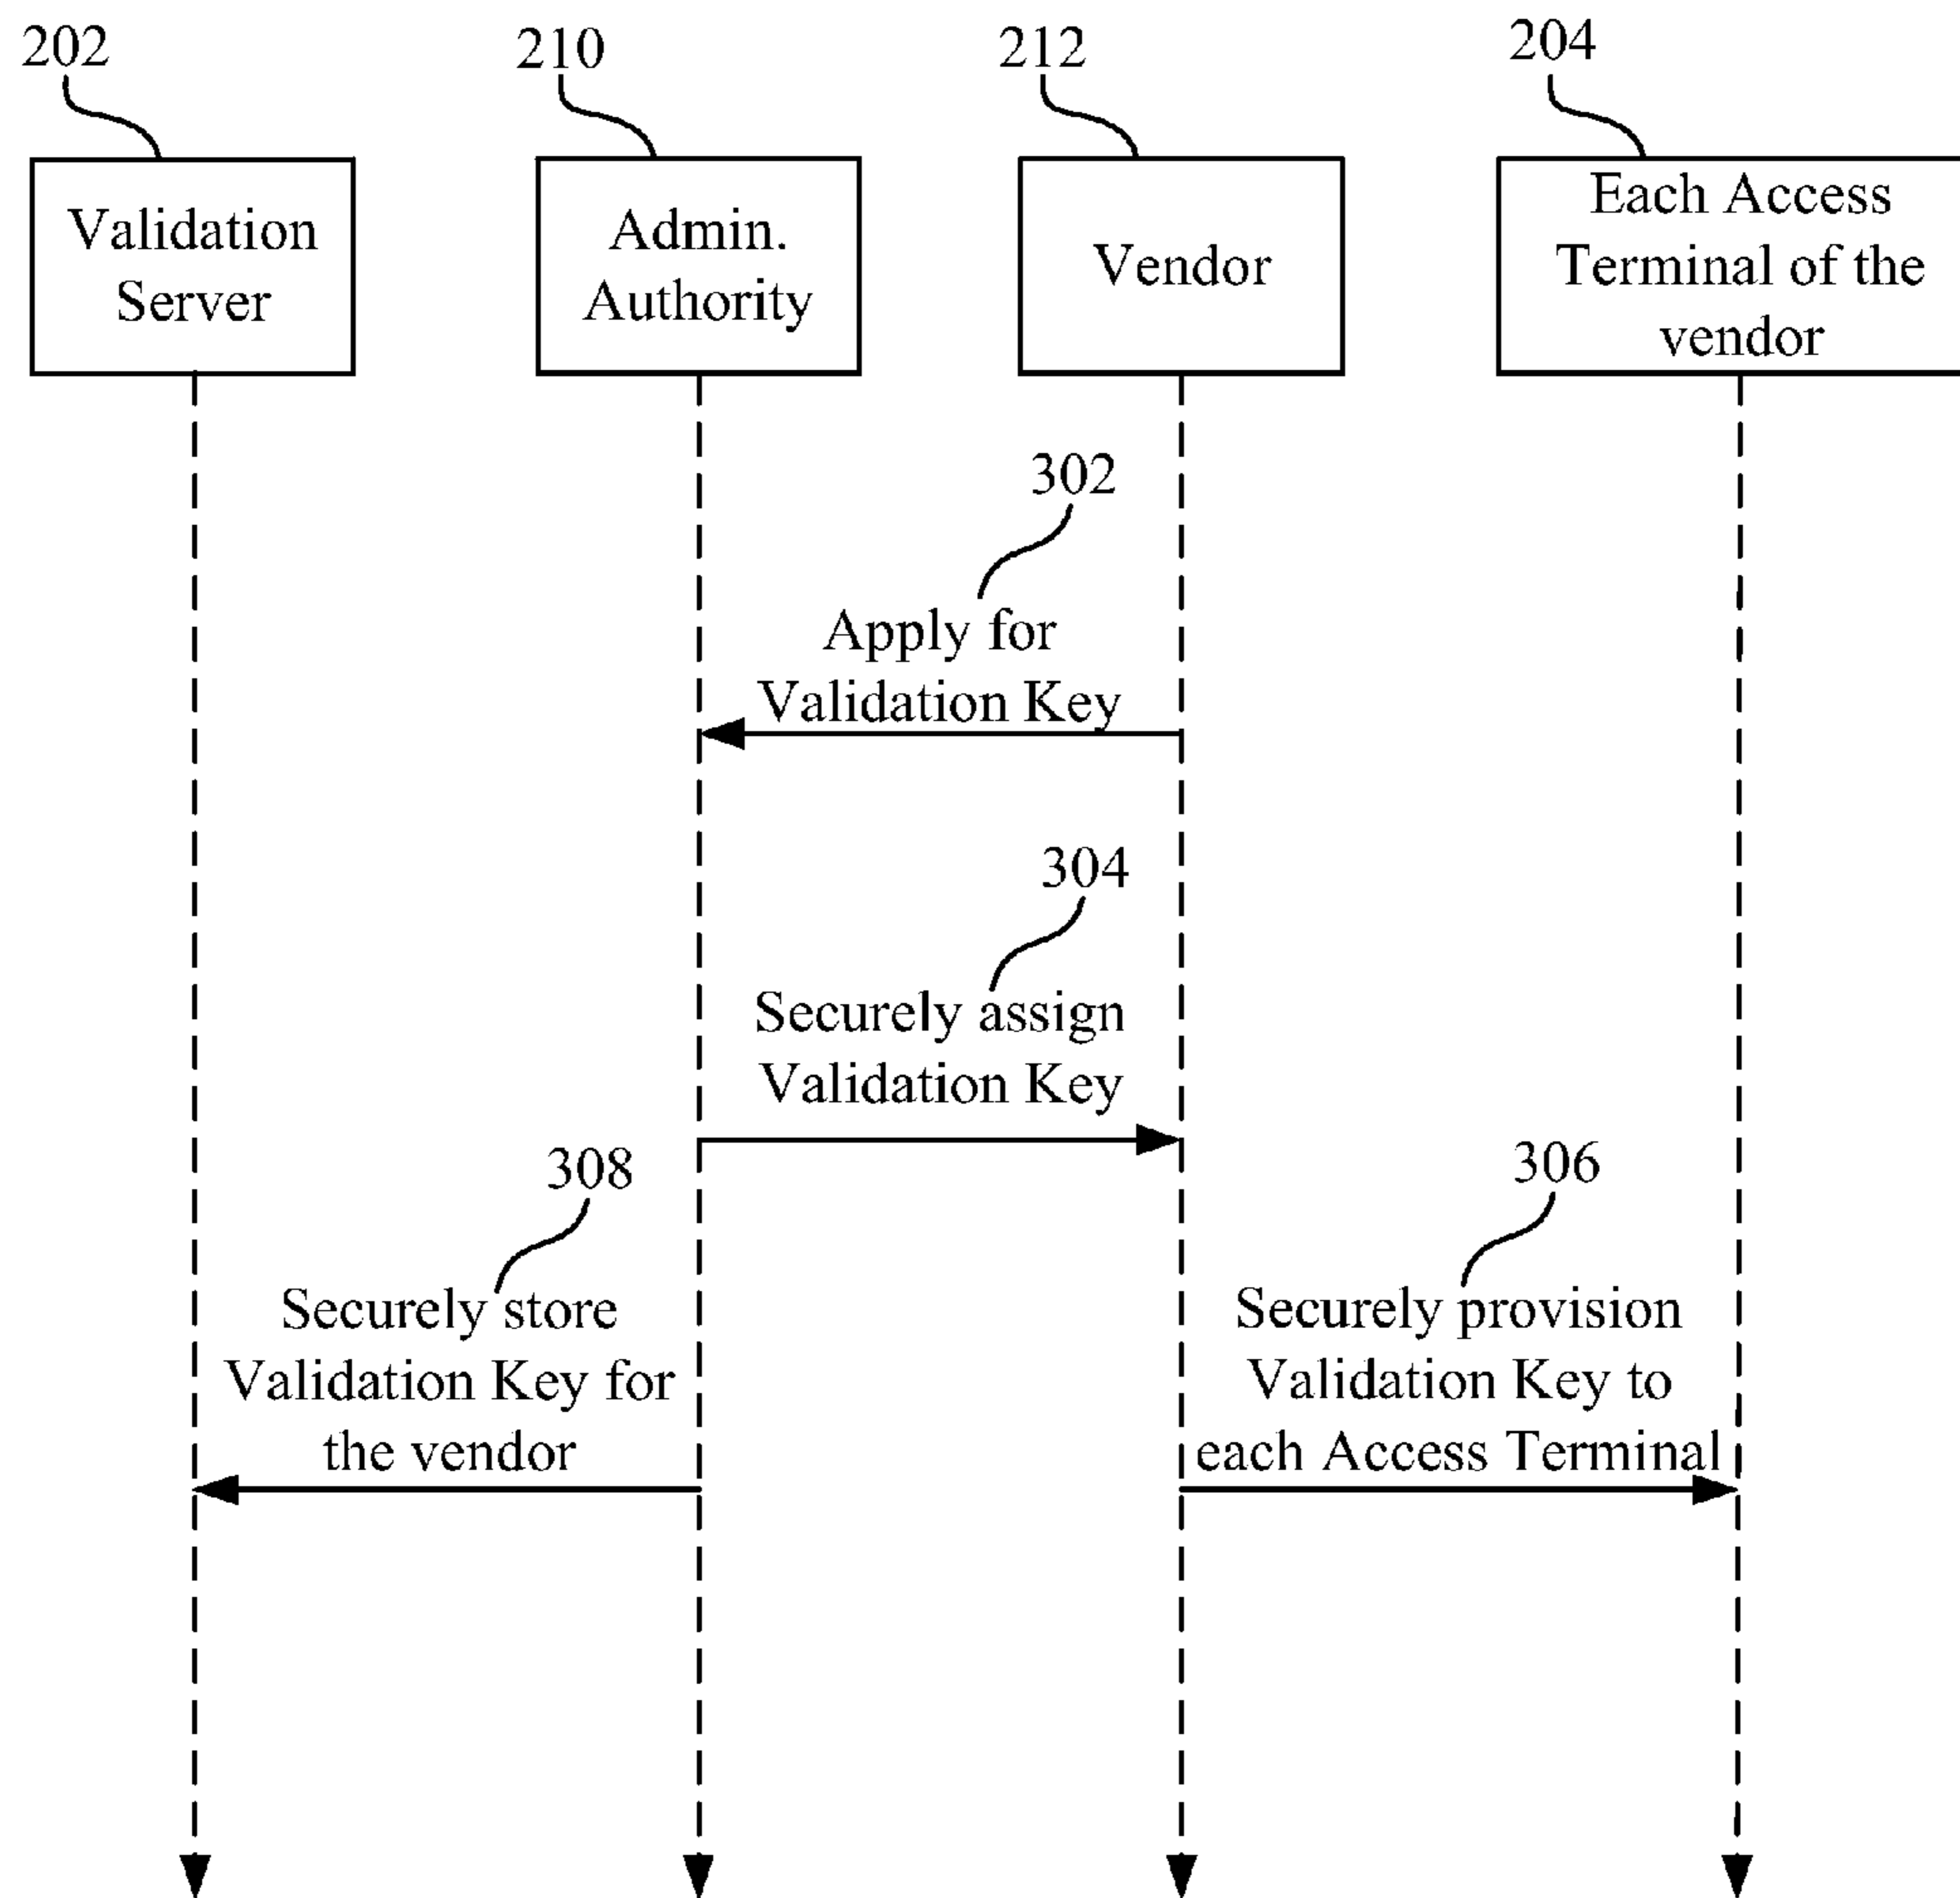 202
210
212
204
Validation
Server
Admin.
Authority
Vendor
Each Access
Terminal of the
vendor
302
Apply for
Validation Key
304
Securely assign
Validation Key
308
Securely store
Validation Key for
the vendor
306
Securely provision
Validation Key to
each Access Terminal